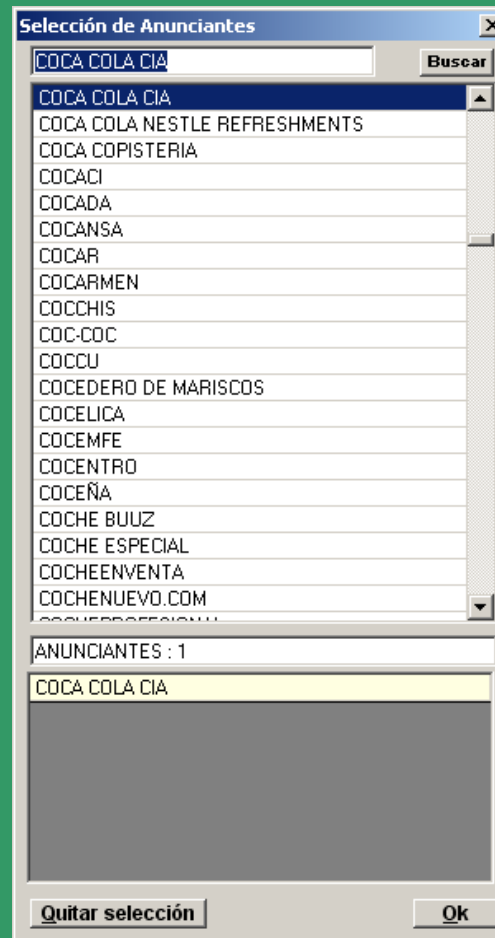 Selección de Anunciantes
COCA COLA CIA
Buscar
COCA COLA CIA
COCA COLA NESTLE REFRESHMENTS
COCA COPISTERIA
COCACI
COCADA
COCANSA
COCAR
COCARMEN
COCCHIS
COC-COC
COCCU
COCEDERO DE MARISCOS
COCELICA
COCEMFE
COCENTRO
COCEÑA
COCHE BUUZ
COCHE ESPECIAL
COCHEENVENTA
COCHENUEVO.COM
ANUNCIANTES : 1
COCA COLA CIA
Quitar selección
Ok